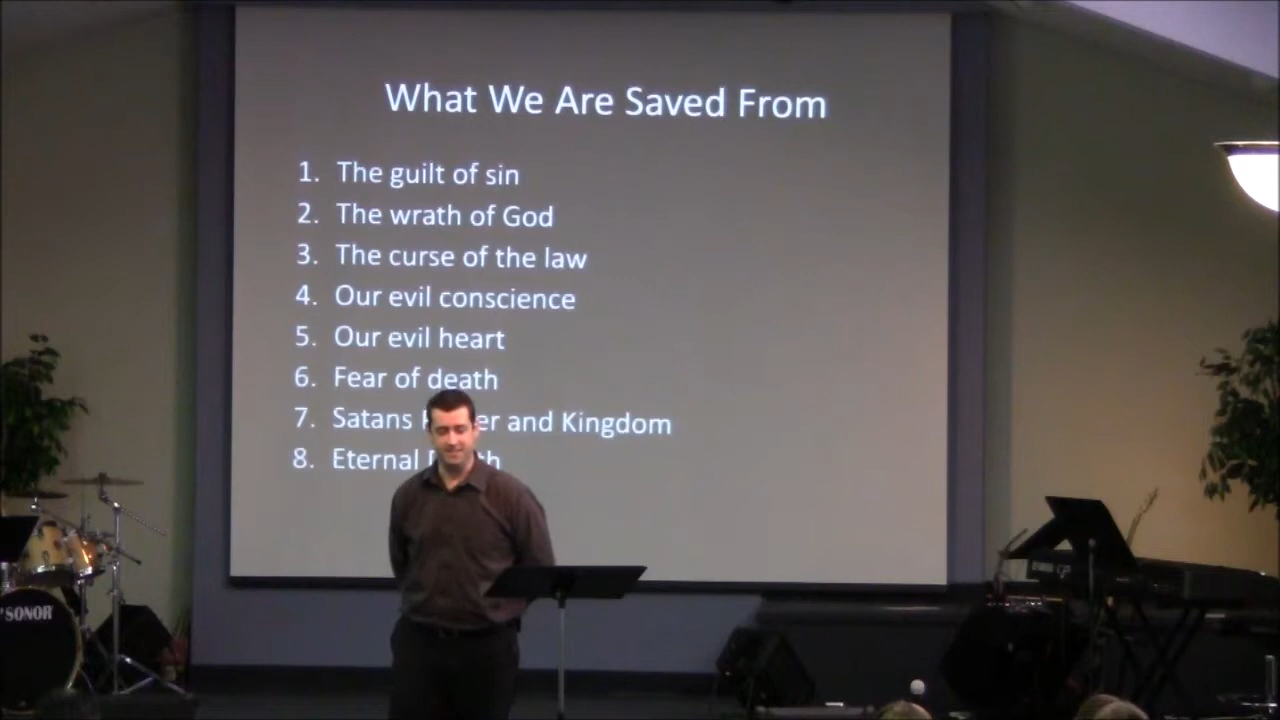 What We Are Saved From
1. The guilt of sin
2. The wrath of God
3. The curse of the law
4. Our evil conscience
5. Our evil heart
6. Fear of death
7. Satans and Kingdom
8. Eternal
SONOR